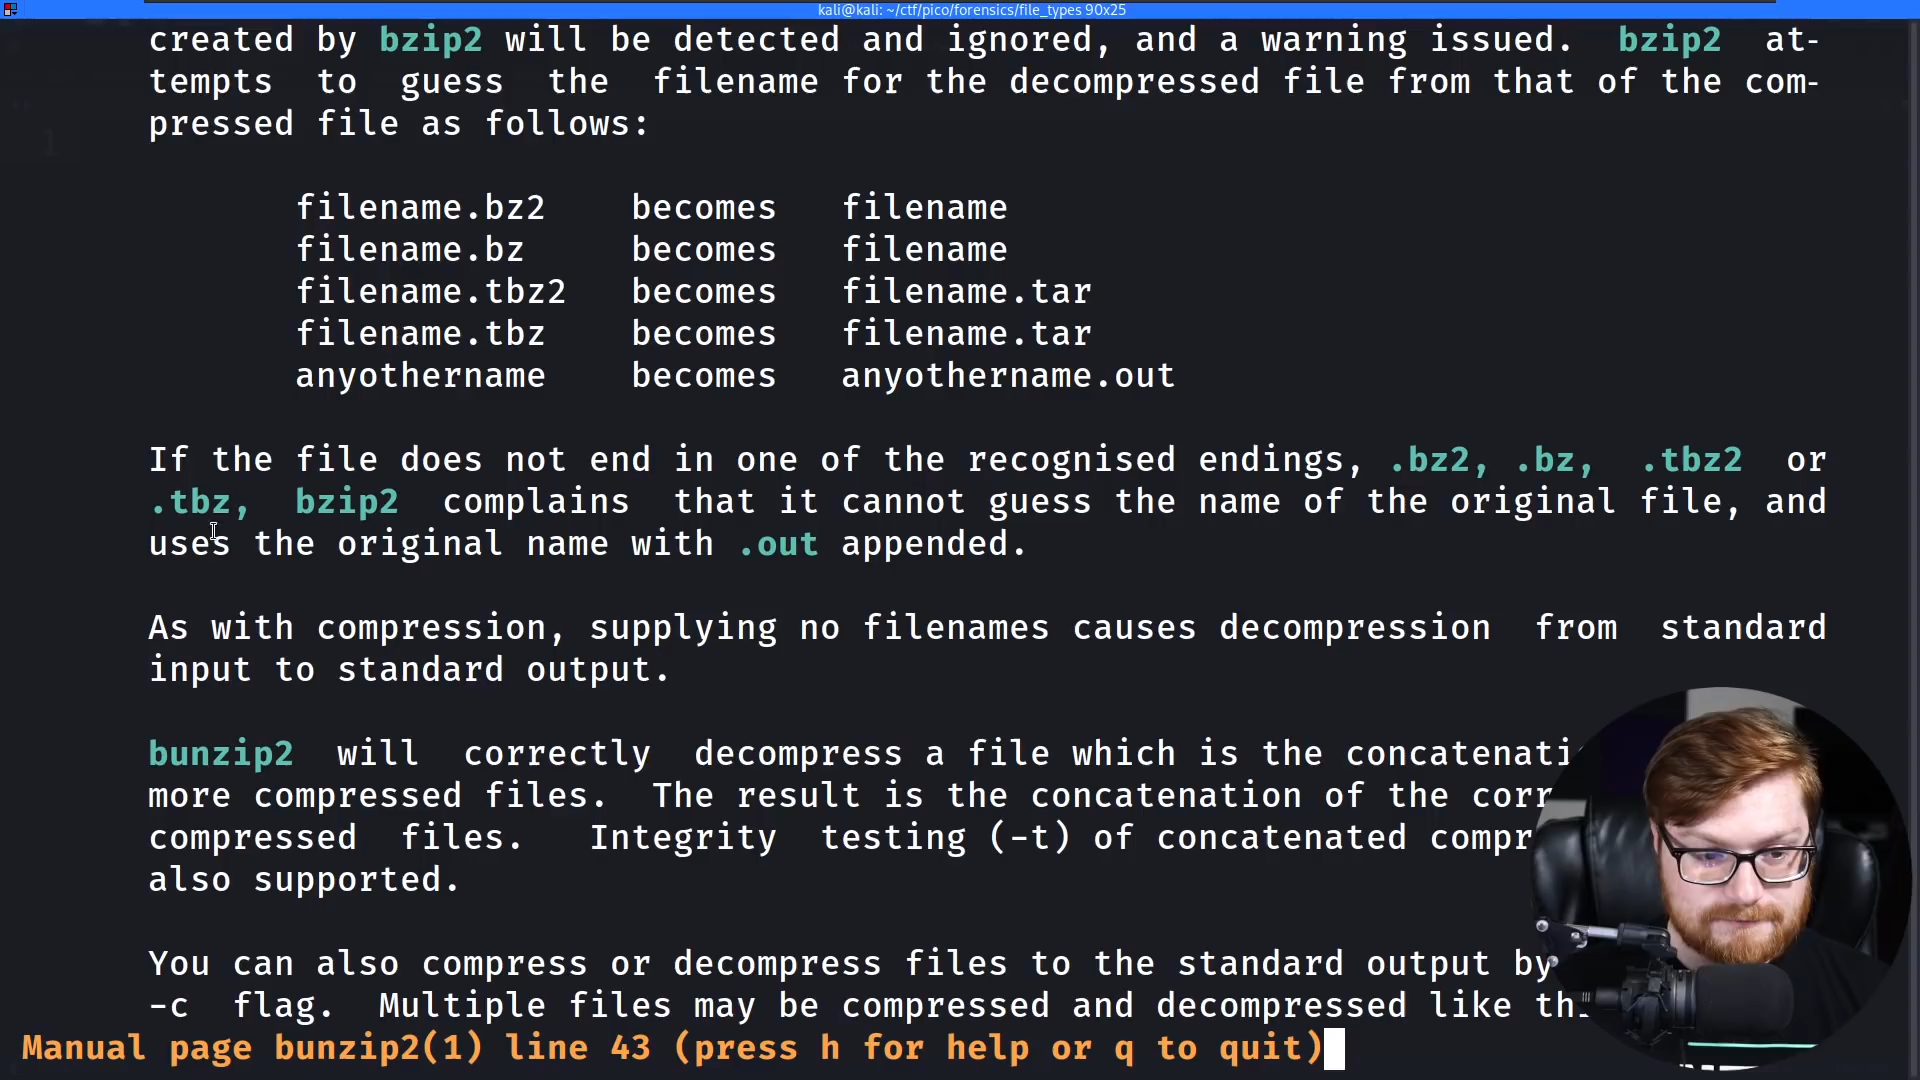 kali@kali: ~/ctf/pico/forensics/file_types 90x25
created by bzip2 will be detected and ignored, and a warning issued. bzip2 at-
tempts to guess the filename for the decompressed file from that of the com-
pressed file as follows:
filename.bz2 becomes filename
filename.bz becomes filename
filename.tbz2 becomes filename.tar
filename.tbz becomes filename.tar
anyothername becomes anyothername.out
If the file does not end in one of the recognised endings, .bz2, .bz, .tbz2 or
.tbz, bzip2 complains that it cannot guess the name of the original file, and
uses the original name with .out appended.
As with compression, supplying no filenames causes decompression from standard
input to standard output.
bunzip2 will correctly decompress a file which is the
more compressed files. The result is the concatenation of the
compressed files. Integrity testing (-t) of concatenated
also supported.
You can also compress or decompress files to the standard output by
-c flag. Multiple files may be compressed and decompressed like
Manual page bunzip2(1) line 43 (press h for help or q to quit)